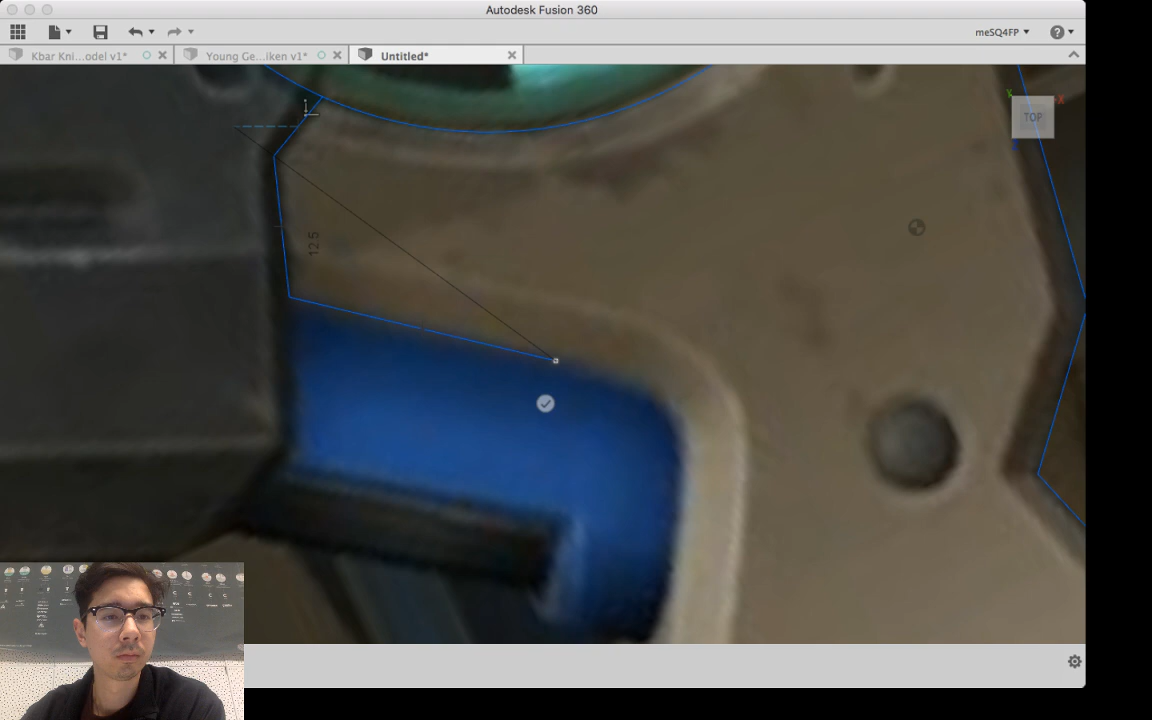 Autodesk Fusion 360
meSQ4FP
Kbar Kni...odel v1*
Young Ge...iken v1*
Untitled*
Y
X
TOP
12.5